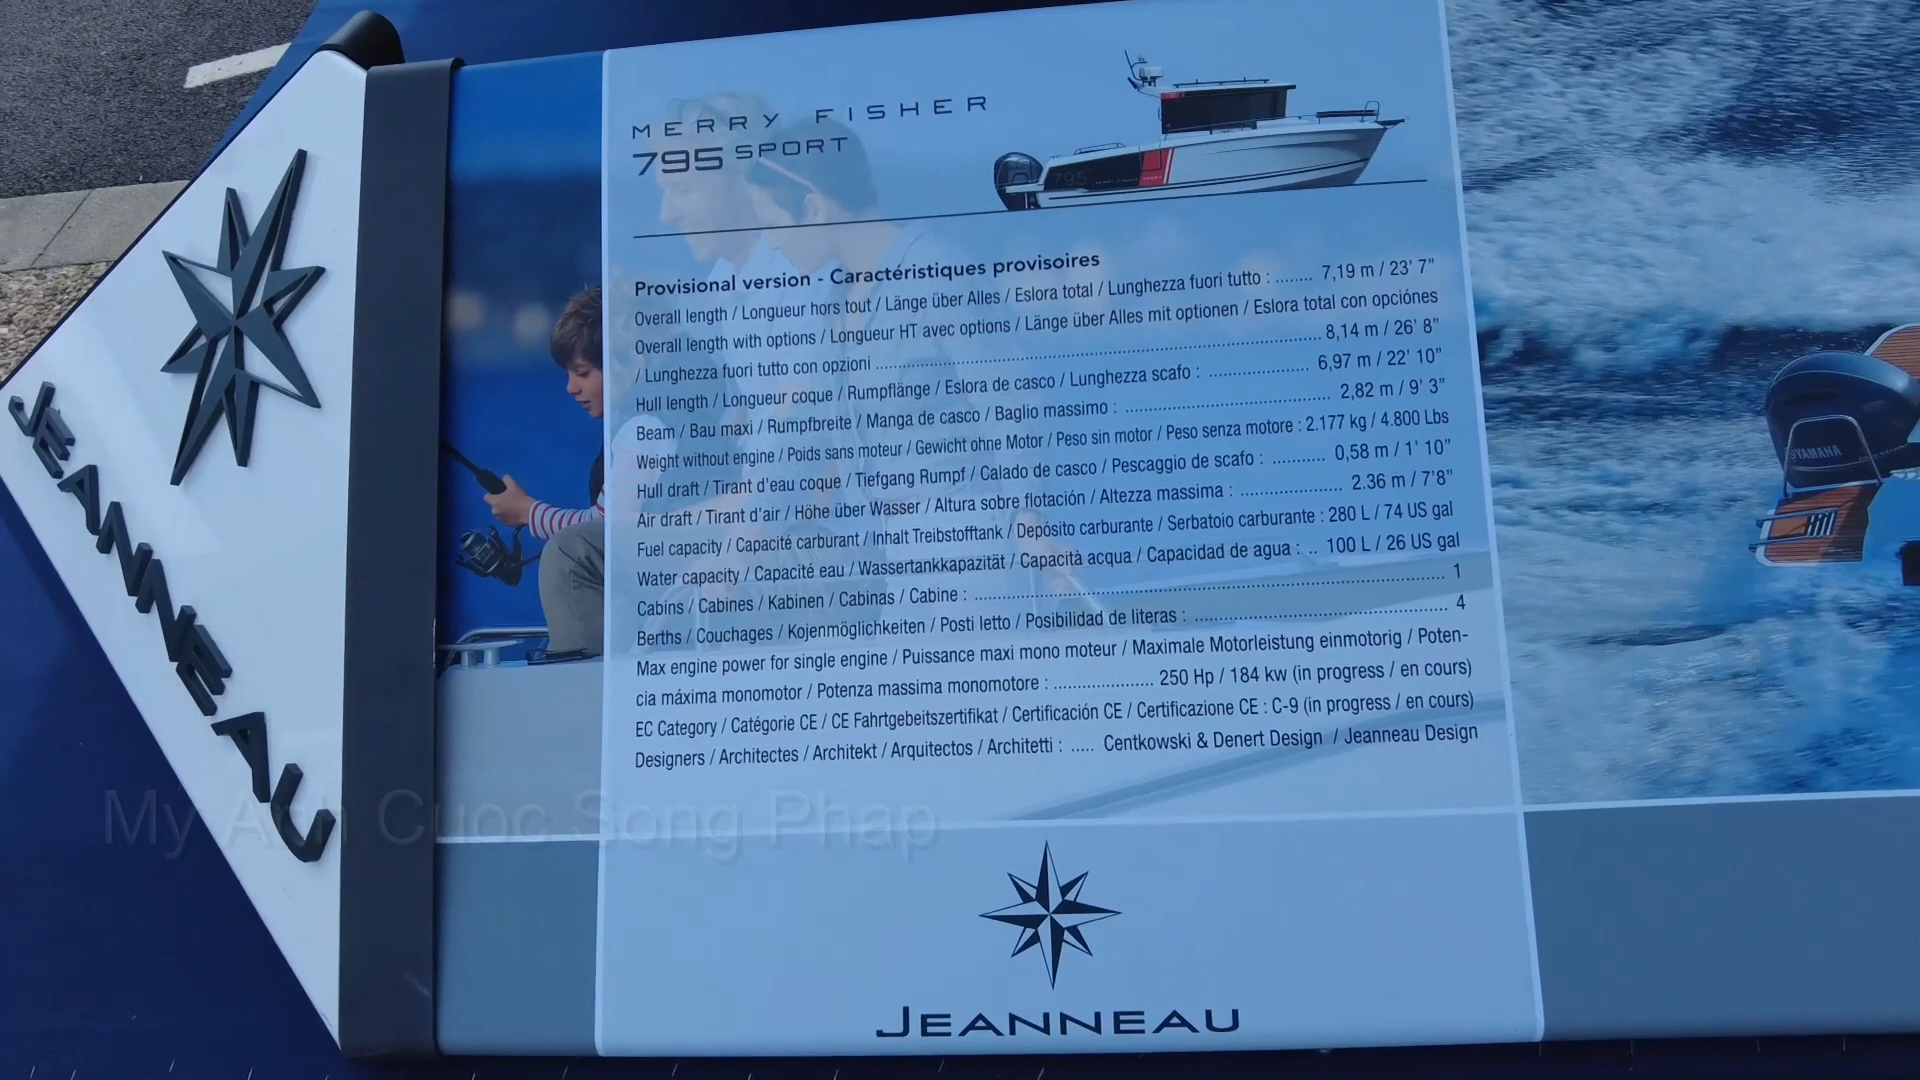 JEANNEAU
MERRY FISHER
795 SPORT
795
Provisional version - Caractéristiques provisoires
Overall length / Longueur hors tout / Länge über Alles / Eslora total / Lunghezza fuori tutto : ........ 7,19 m / 23' 7"
Overall length with options / Longueur HT avec options / Länge über Alles mit optionen / Eslora total con opciónes
/ Lunghezza fuori tutto con opzioni ........ 8,14 m / 26' 8"
Hull length / Longueur coque / Rumpflänge / Eslora de casco / Lunghezza scafo : .................... 6,97 m / 22' 10"
Beam / Bau maxi / Rumpfbreite / Manga de casco / Baglio massimo : ........................................ 2,82 m / 9' 3"
Weight without engine / Poids sans moteur / Gewicht ohne Motor / Peso sin motor / Peso senza motore : 2.177 kg / 4.800 Lbs
Hull draft / Tirant d'eau coque / Tiefgang Rumpf / Calado de casco / Pescaggio de scafo : ........... 0,58 m / 1' 10"
Air draft / Tirant d'air / Höhe über Wasser / Altura sobre flotación / Altezza massima : .................... 2.36 m / 7'8"
Fuel capacity / Capacité carburant / Inhalt Treibstofftank / Depósito carburante / Serbatoio carburante : 280 L / 74 US gal
Water capacity / Capacité eau / Wassertankkapazität / Capacità acqua / Capacidad de agua : .. 100 L / 26 US gal
Cabins / Cabines / Kabinen / Cabinas / Cabine : ........ 1
Berths / Couchages / Kojenmöglichkeiten / Posti letto / Posibilidad de literas : ........ 4
Max engine power for single engine / Puissance maxi mono moteur / Maximale Motorleistung einmotorig / Poten-
cia máxima monomotor / Potenza massima monomotore : .................... 250 Hp / 184 kw (in progress / en cours)
EC Category / Catégorie CE / CE Fahrtgebeitszertifikat / Certificación CE / Certificazione CE : C-9 (in progress / en cours)
Designers / Architectes / Architekt / Arquitectos / Architetti : ..... Centkowski & Denert Design / Jeanneau Design
YAMAHA
My Anh Cuoc Song Phap
JEANNEAU